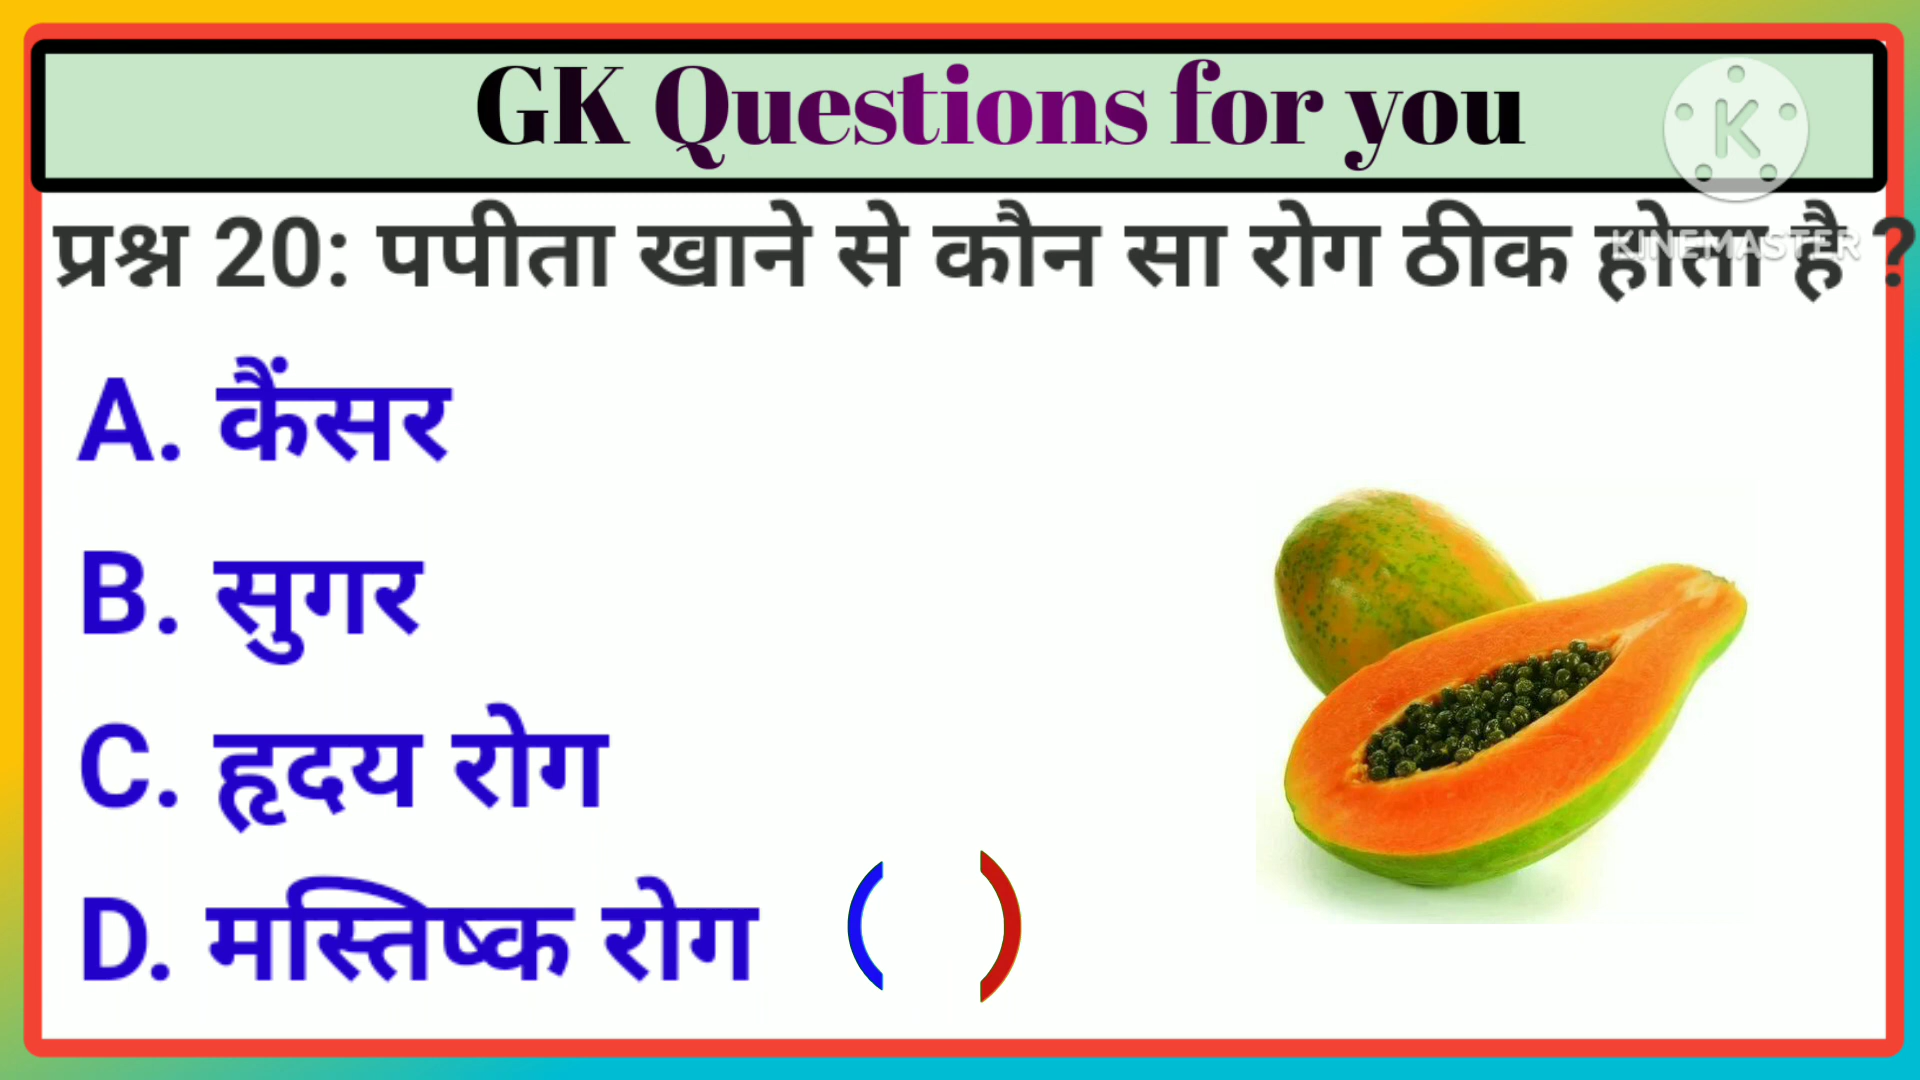 GK Questions for you
K
प्रश्न 20: पपीता खाने से कौन सा रोग ठीक होता है ?
KINEMASTER
A. कैंसर
B. सुगर
C. हृदय रोग
D. मस्तिष्क रोग ( )